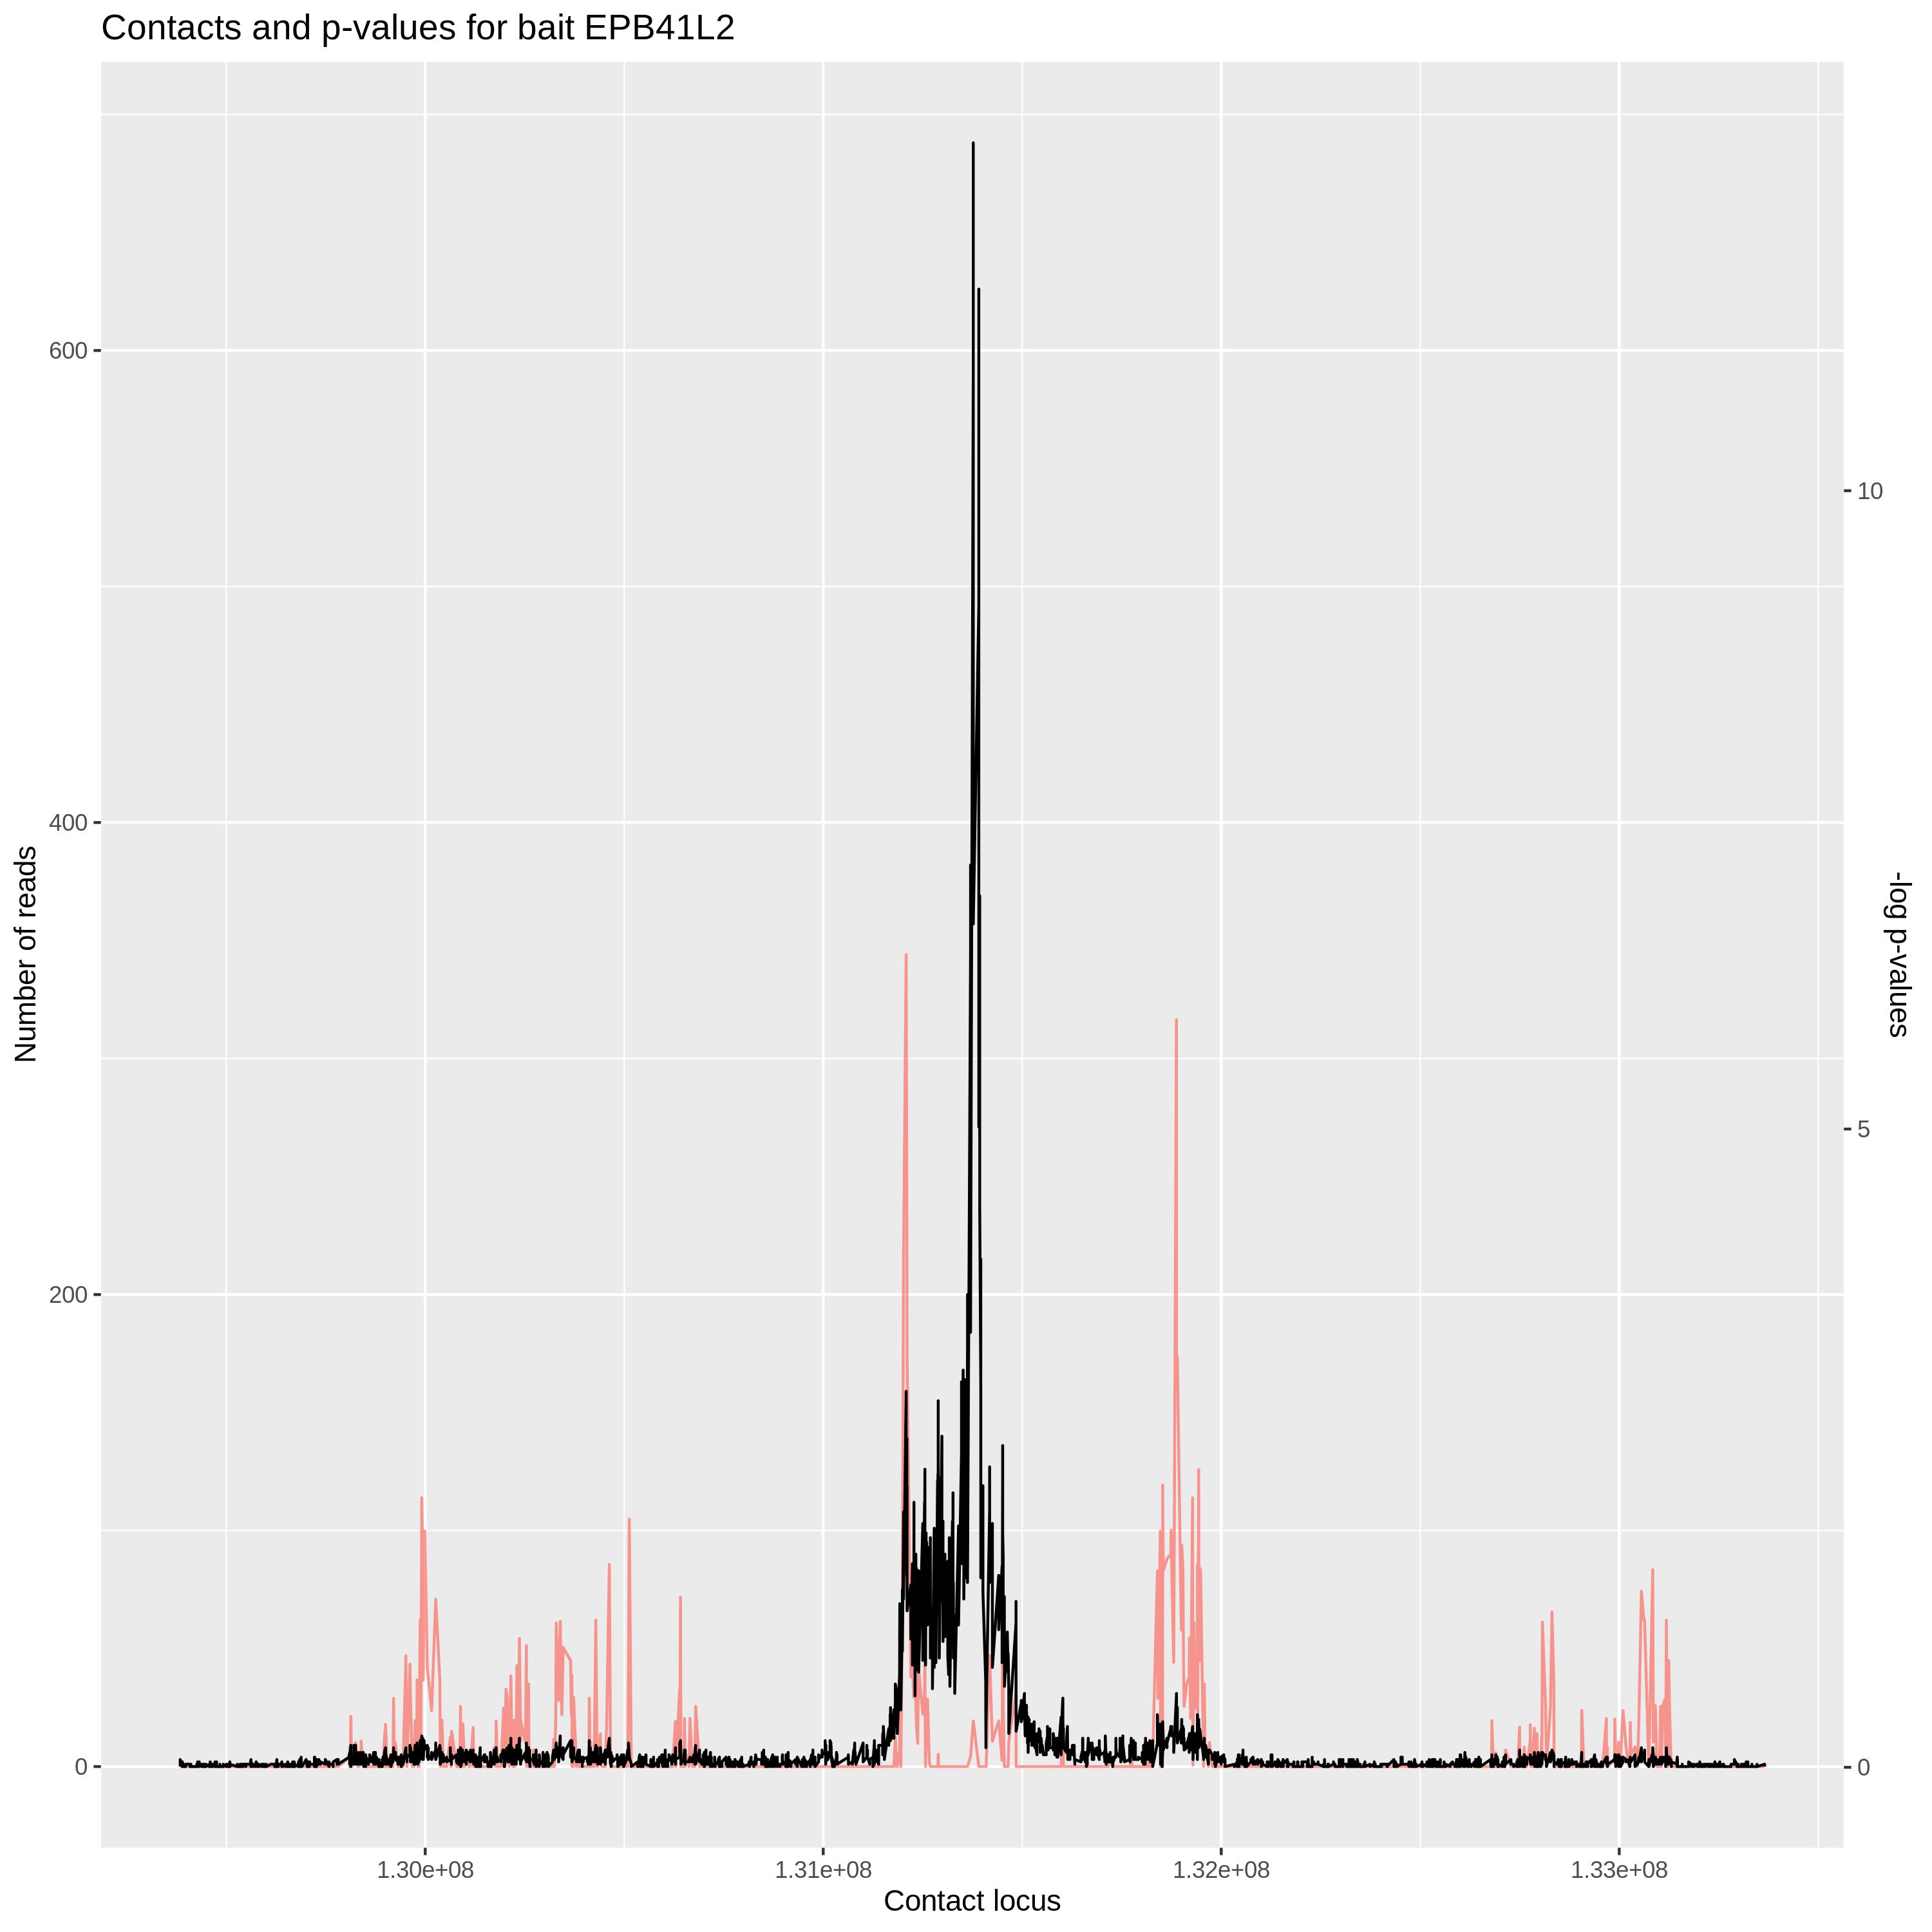 Contacts and p-values for bait EPB41L2
Number of reads
600
400
200
0
10
5
0
-log p-values
1.30e+08
1.31e+08
1.32e+08
1.33e+08
Contact locus